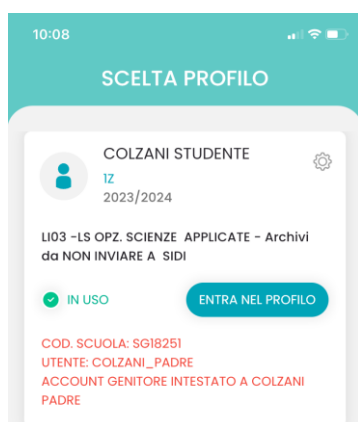 10:08
SCELTA PROFILO
COLZANI STUDENTE
1Z
2023/2024
LI03 -LS OPZ. SCIENZE APPLICATE - Archivi
da NON INVIARE A SIDI
IN USO
ENTRA NEL PROFILO
COD. SCUOLA: SG18251
UTENTE: COLZANI_PADRE
ACCOUNT GENITORE INTESTATO A COLZANI
PADRE